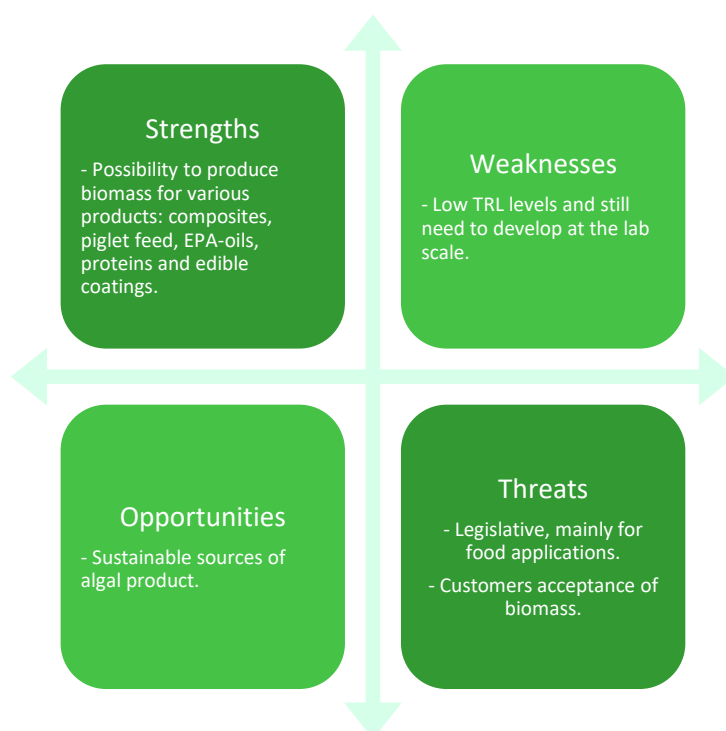 Strengths
- Possibility to produce
biomass for various
products: composites,
piglet feed, EPA-oils,
proteins and edible
coatings.
Weaknesses
- Low TRL levels and still
need to develop at the lab
scale.
Opportunities
- Sustainable sources of
algal product.
Threats
- Legislative, mainly for
food applications.
- Customers acceptance of
biomass.